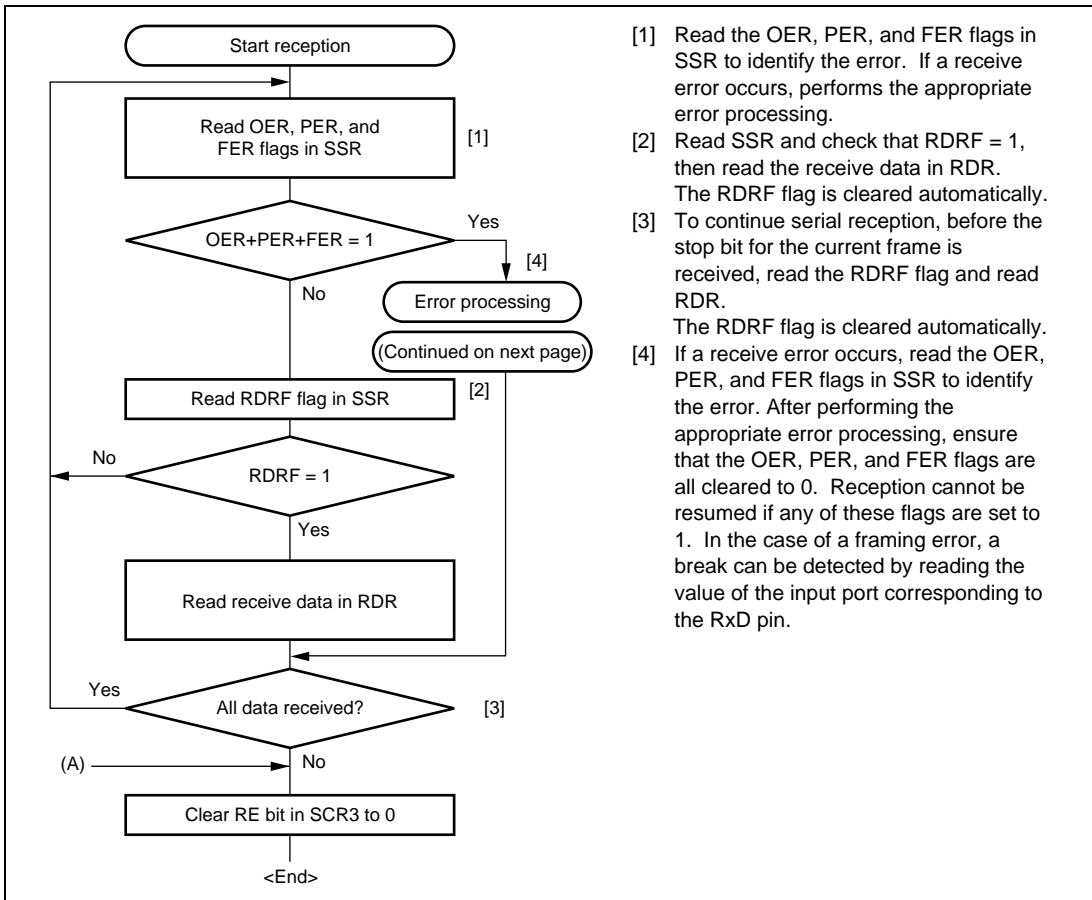 Start reception
Read OER, PER, and
FER flags in SSR
[1]
OER+PER+FER = 1
Yes
[4]
No
Error processing
(Continued on next page)
Read RDRF flag in SSR
[2]
No
RDRF = 1
Yes
Read receive data in RDR
Yes
All data received?
[3]
(A)
No
Clear RE bit in SCR3 to 0
<End>
[1] Read the OER, PER, and FER flags in
SSR to identify the error. If a receive
error occurs, performs the appropriate
error processing.
[2] Read SSR and check that RDRF = 1,
then read the receive data in RDR.
The RDRF flag is cleared automatically.
[3] To continue serial reception, before the
stop bit for the current frame is
received, read the RDRF flag and read
RDR.
The RDRF flag is cleared automatically.
[4] If a receive error occurs, read the OER,
PER, and FER flags in SSR to identify
the error. After performing the
appropriate error processing, ensure
that the OER, PER, and FER flags are
all cleared to 0. Reception cannot be
resumed if any of these flags are set to
1. In the case of a framing error, a
break can be detected by reading the
value of the input port corresponding to
the RxD pin.